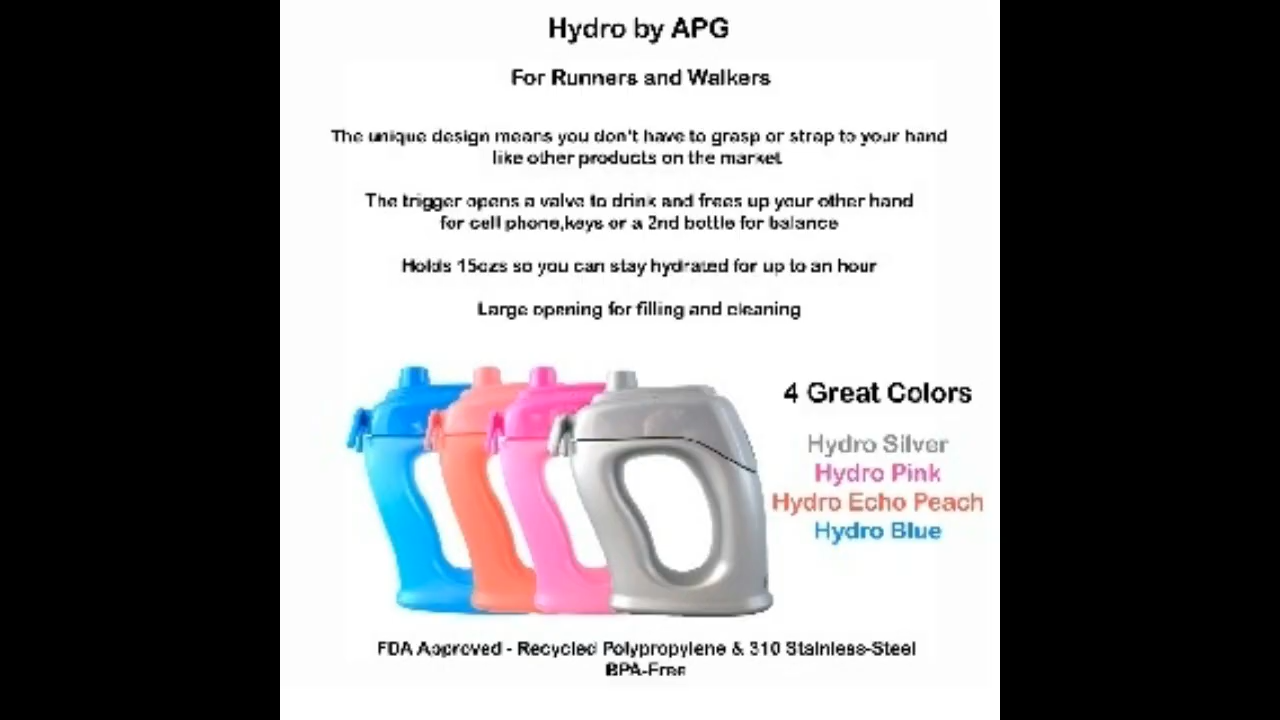 Hydro by APG
For Runners and Walkers
The unique design means you don't have to grasp or strap to your hand
like other products on the market
The trigger opens a valve to drink and frees up your other hand
for cell phone,keys or a 2nd bottle for balance
Holds 15ozs so you can stay hydrated for up to an hour
Large opening for filling and cleaning
4 Great Colors
Hydro Silver
Hydro Pink
Hydro Echo Peach
Hydro Blue
FDA Approved - Recycled Polypropylene & 310 Stainless-Steel
BPA-Free